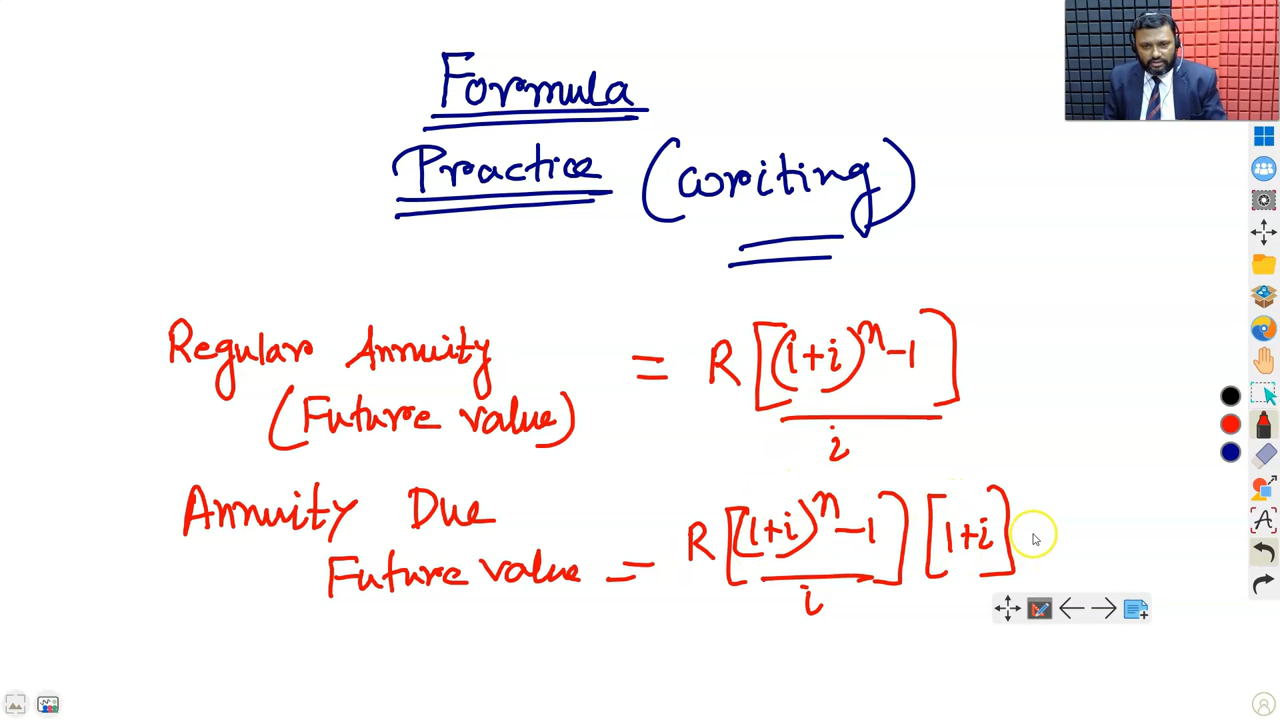 Formula
Practice (writing)
Regular Annuity = R[(1+i)^n-1]
(Future value) i
Annuity Due
Future value = R[(1+i)^n-1] [1+i]
i